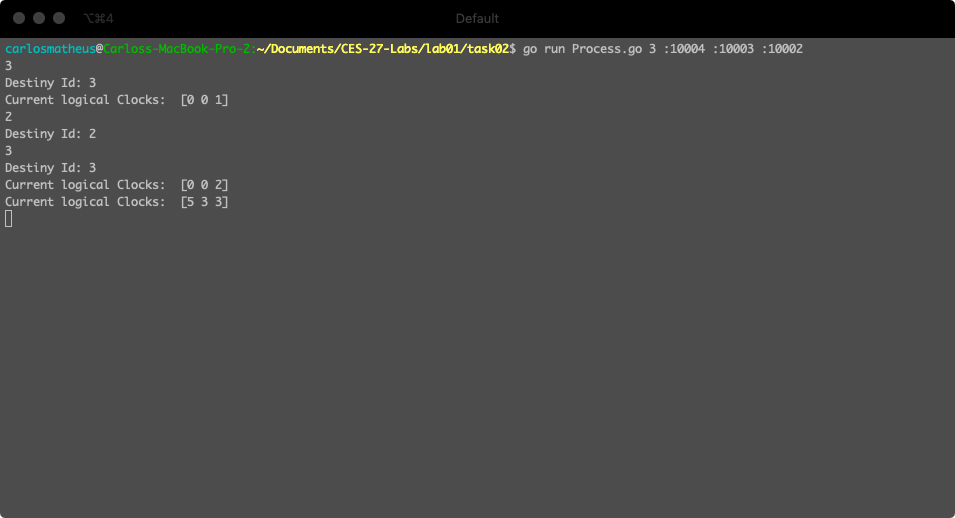 ⌥⌘4
Default
carlosmatheus@Carloss-MacBook-Pro-2:~/Documents/CES-27-Labs/lab01/task02$ go run Process.go 3 :10004 :10003 :10002
3
Destiny Id: 3
Current logical Clocks:  [0 0 1]
2
Destiny Id: 2
3
Destiny Id: 3
Current logical Clocks:  [0 0 2]
Current logical Clocks:  [5 3 3]